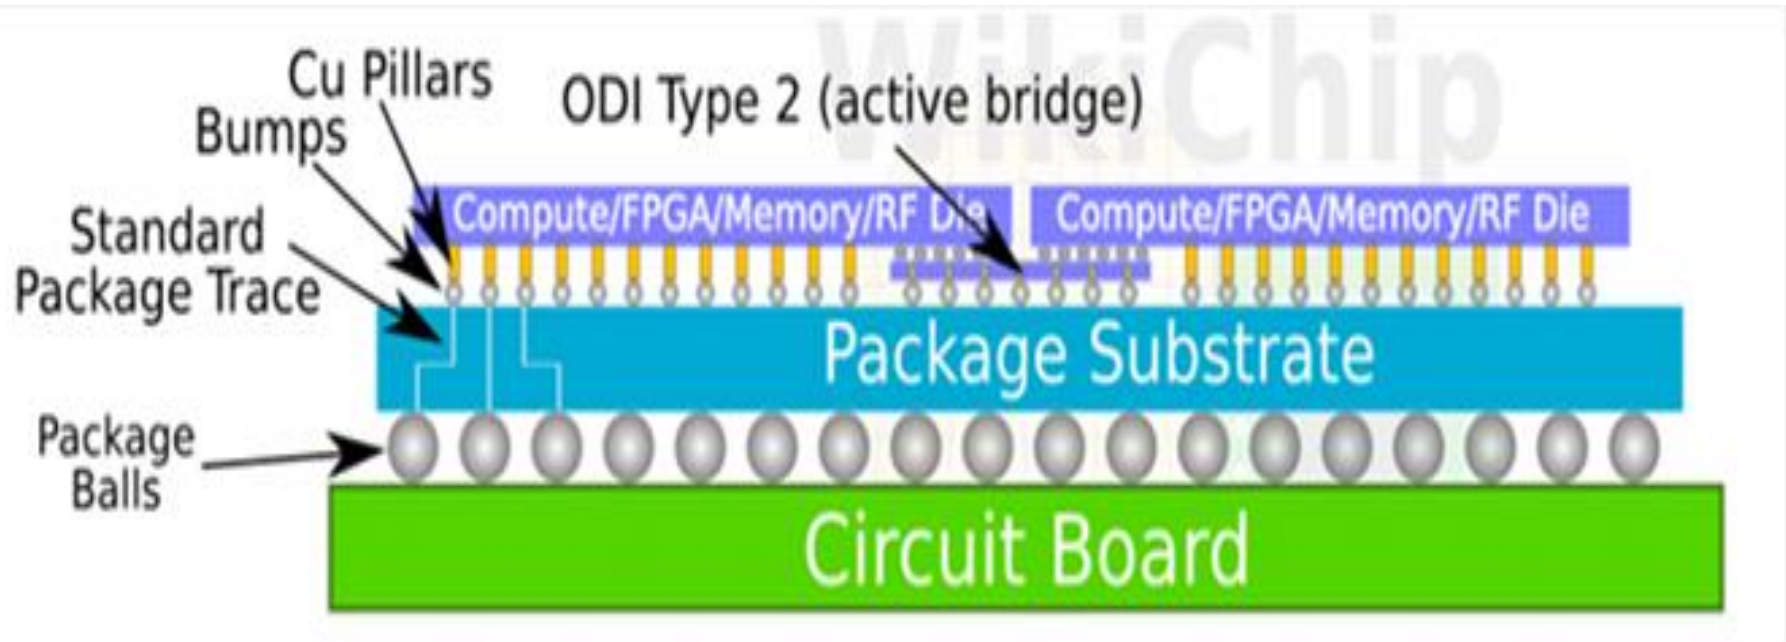 WikiChip
Cu Pillars
Bumps
ODI Type 2 (active bridge)
Standard
Package Trace
Compute/FPGA/Memory/RF Die
Compute/FPGA/Memory/RF Die
Package Substrate
Package
Balls
Circuit Board